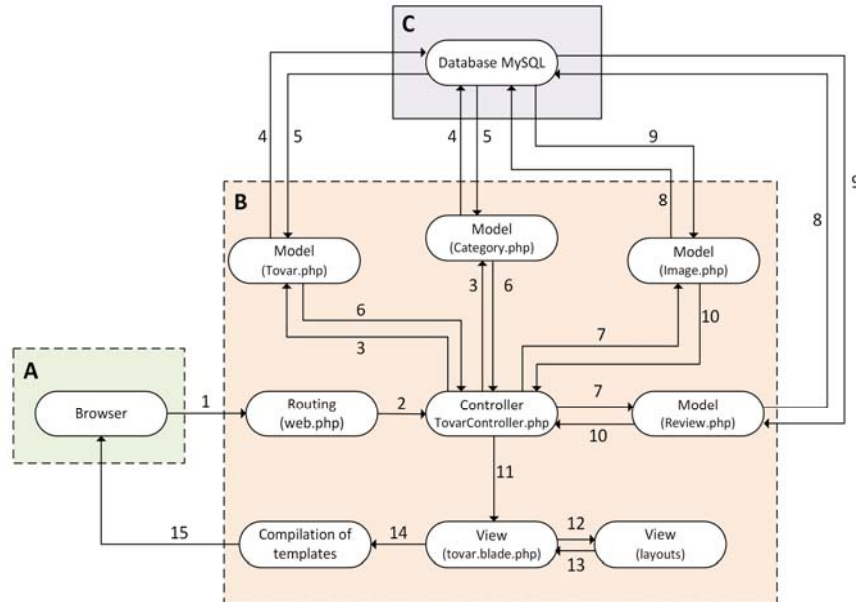 C
Database MySQL
4
5
4
5
9
8
8
9
B
Model
(Tovar.php)
Model
(Category.php)
Model
(Image.php)
6
3
3
6
7
10
A
Browser
1
Routing
(web.php)
2
Controller
TovarController.php
7
10
Model
(Review.php)
11
15
Compilation of
templates
14
View
(tovar.blade.php)
12
13
View
(layouts)